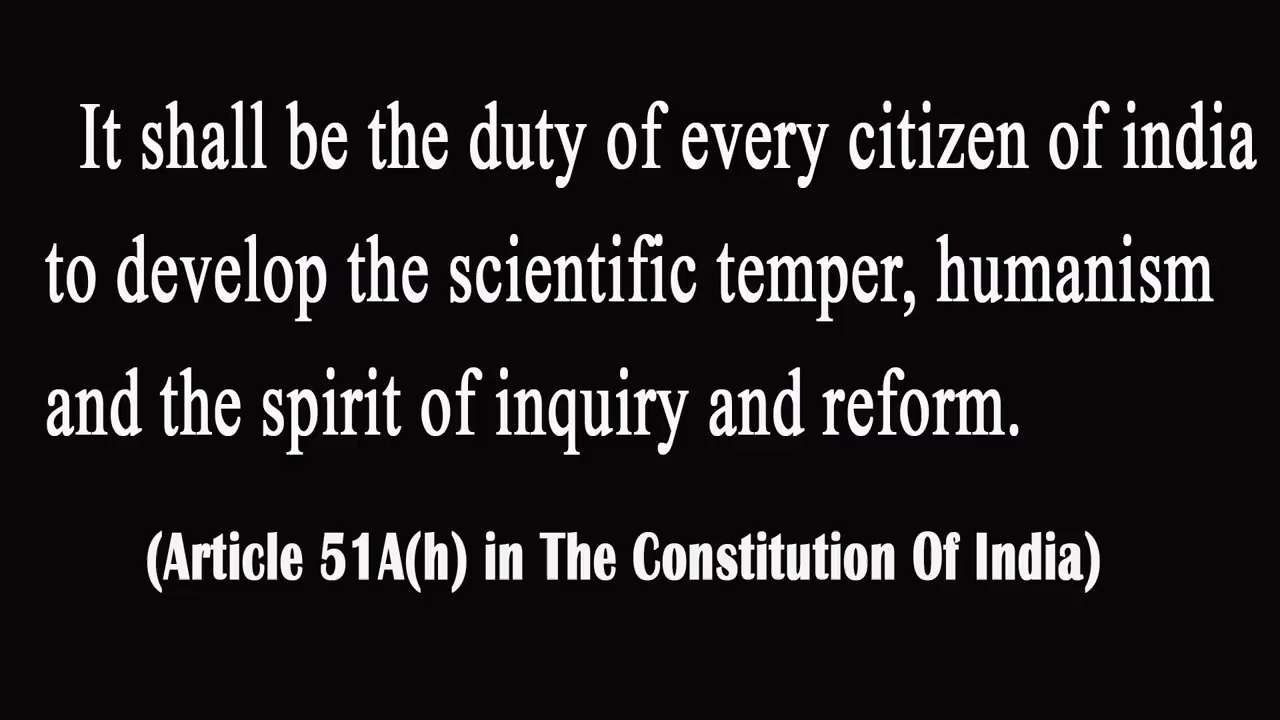 It shall be the duty of every citizen of india
to develop the scientific temper, humanism
and the spirit of inquiry and reform.
(Article 51A(h) in The Constitution Of India)